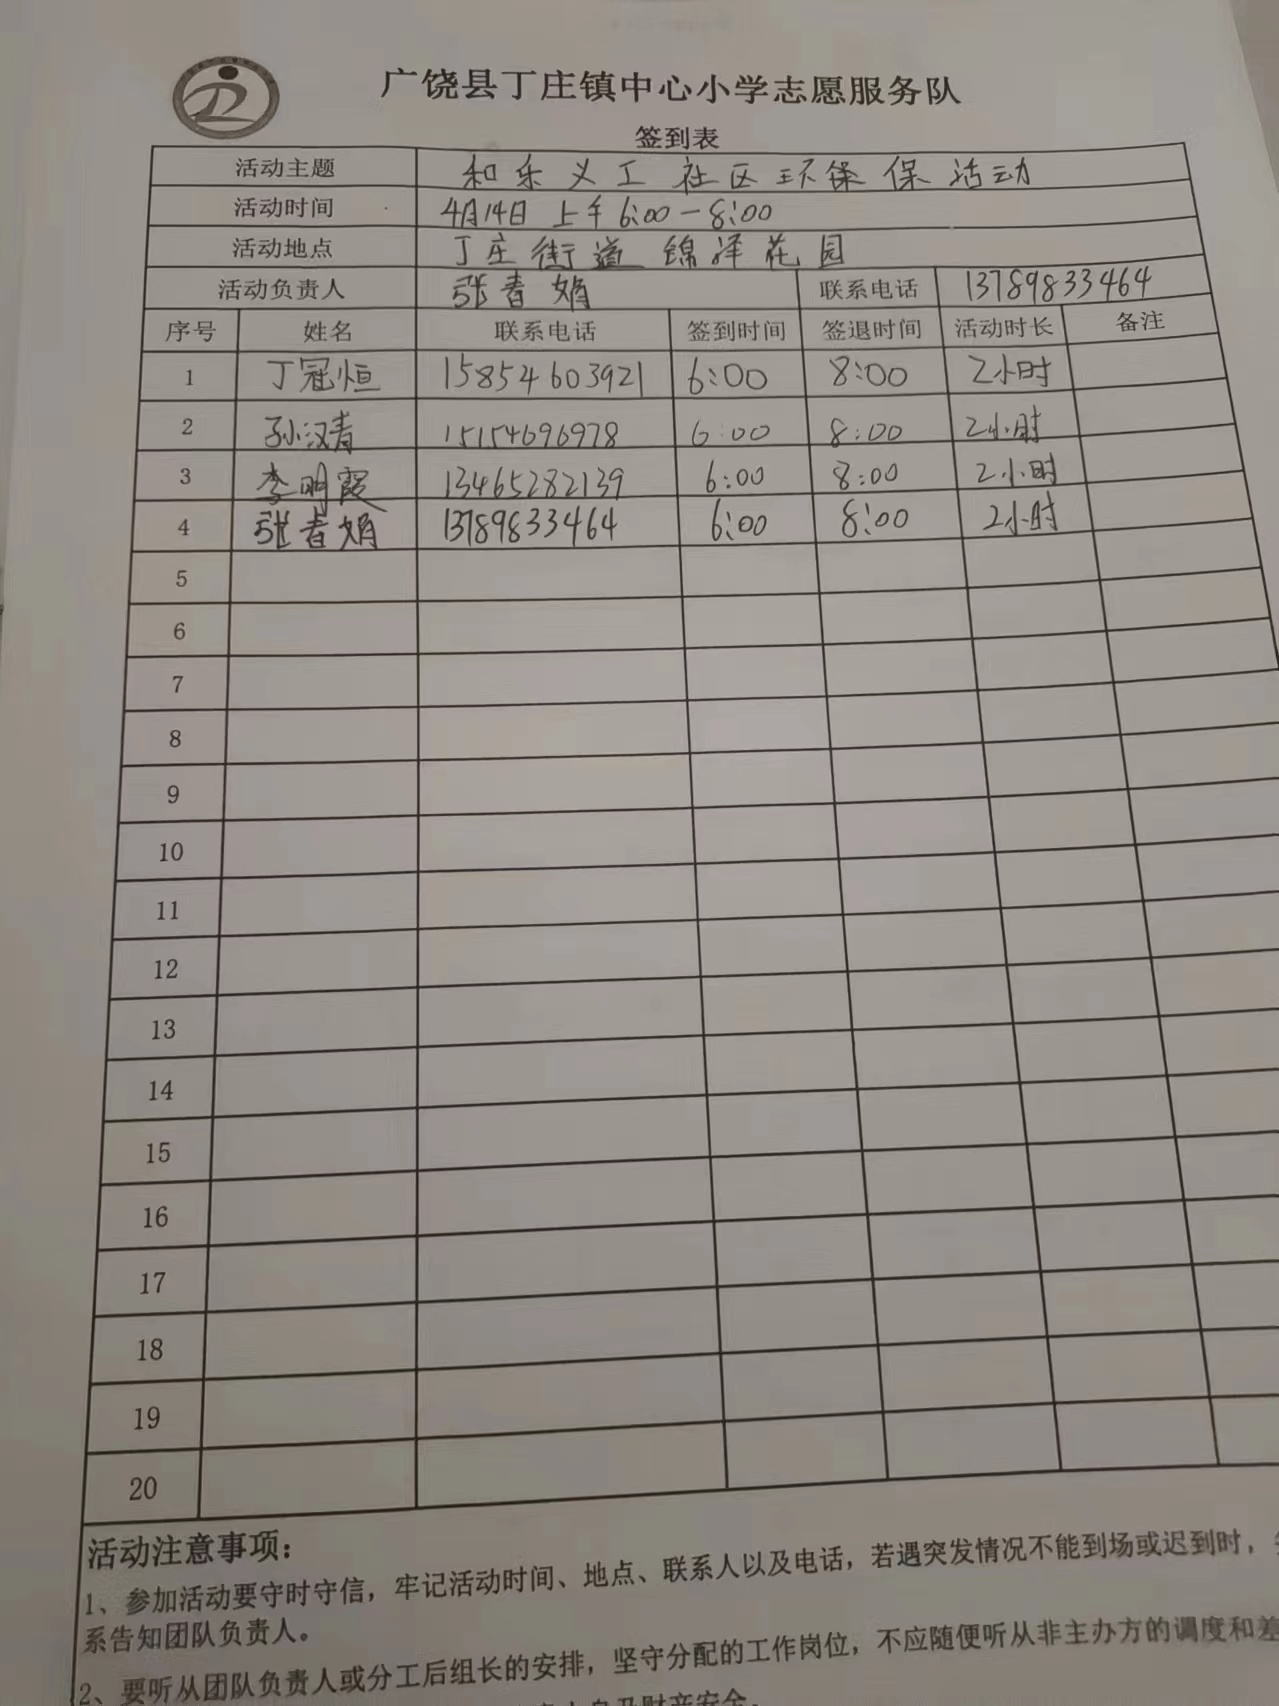 广饶县丁庄镇中心小学志愿服务队
签到表
活动主题 和乐义工社区环保活动
活动时间 4月14日 上午6:00-8:00
活动地点 丁庄街道锦泽花园
活动负责人 张春娟 联系电话 13789833464
序号 姓名 联系电话 签到时间 签退时间 活动时长 备注
1 丁冠恒 15854603921 6:00 8:00 2小时
2 孙汉青 15154696978 6:00 8:00 2小时
3 李明霞 13465282139 6:00 8:00 2小时
4 张春娟 13789833464 6:00 8:00 2小时
5
6
7
8
9
10
11
12
13
14
15
16
17
18
19
20
活动注意事项：
1、参加活动要守时守信，牢记活动时间、地点、联系人以及电话，若遇突发情况不能到场或迟到时，
系告知团队负责人。
2、要听从团队负责人或分工后组长的安排，坚守分配的工作岗位，不应随便听从非主办方的调度和差
人身及财产安全。